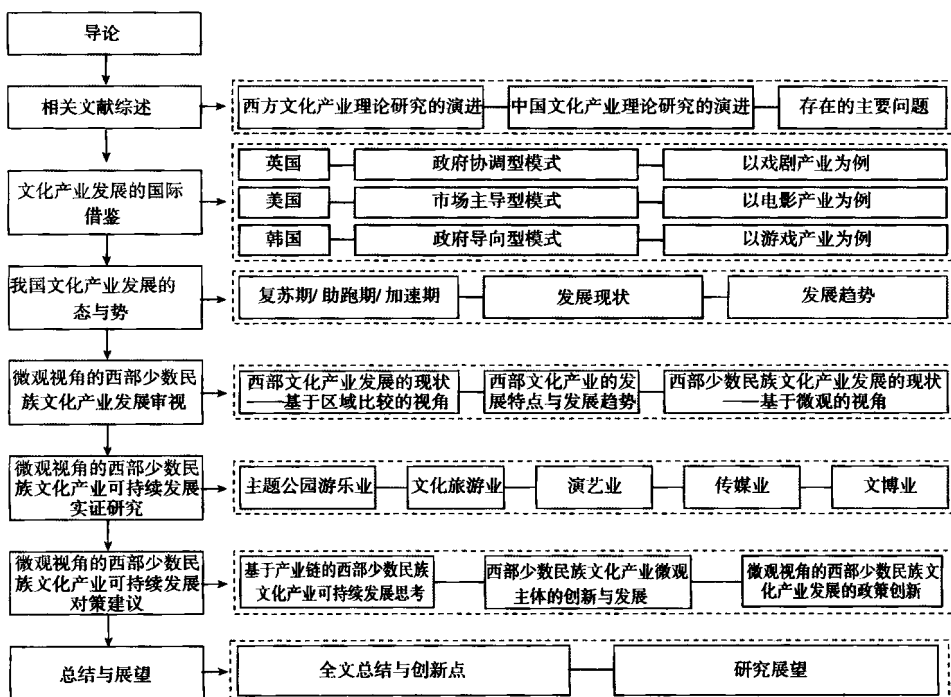 导论
相关文献综述
西方文化产业理论研究的演进
中国文化产业理论研究的演进
存在的主要问题
文化产业发展的国际
借鉴
英国
政府协调型模式
以戏剧产业为例
美国
市场主导型模式
以电影产业为例
韩国
政府导向型模式
以游戏产业为例
我国文化产业发展的
态与势
复苏期/助跑期/加速期
发展现状
发展趋势
微观视角的西部少数民
族文化产业发展审视
西部文化产业发展的现状
——基于区域比较的视角
西部文化产业的发
展特点与发展趋势
西部少数民族文化产业发展的现状
——基于微观的视角
微观视角的西部少数民
族文化产业可持续发展
实证研究
主题公园游乐业
文化旅游业
演艺业
传媒业
文博业
微观视角的西部少数民
族文化产业可持续发展
对策建议
基于产业链的西部少数民族
文化产业可持续发展思考
西部少数民族文化产业微观
主体的创新与发展
微观视角的西部少数民族文
化产业发展的政策创新
总结与展望
全文总结与创新点
研究展望